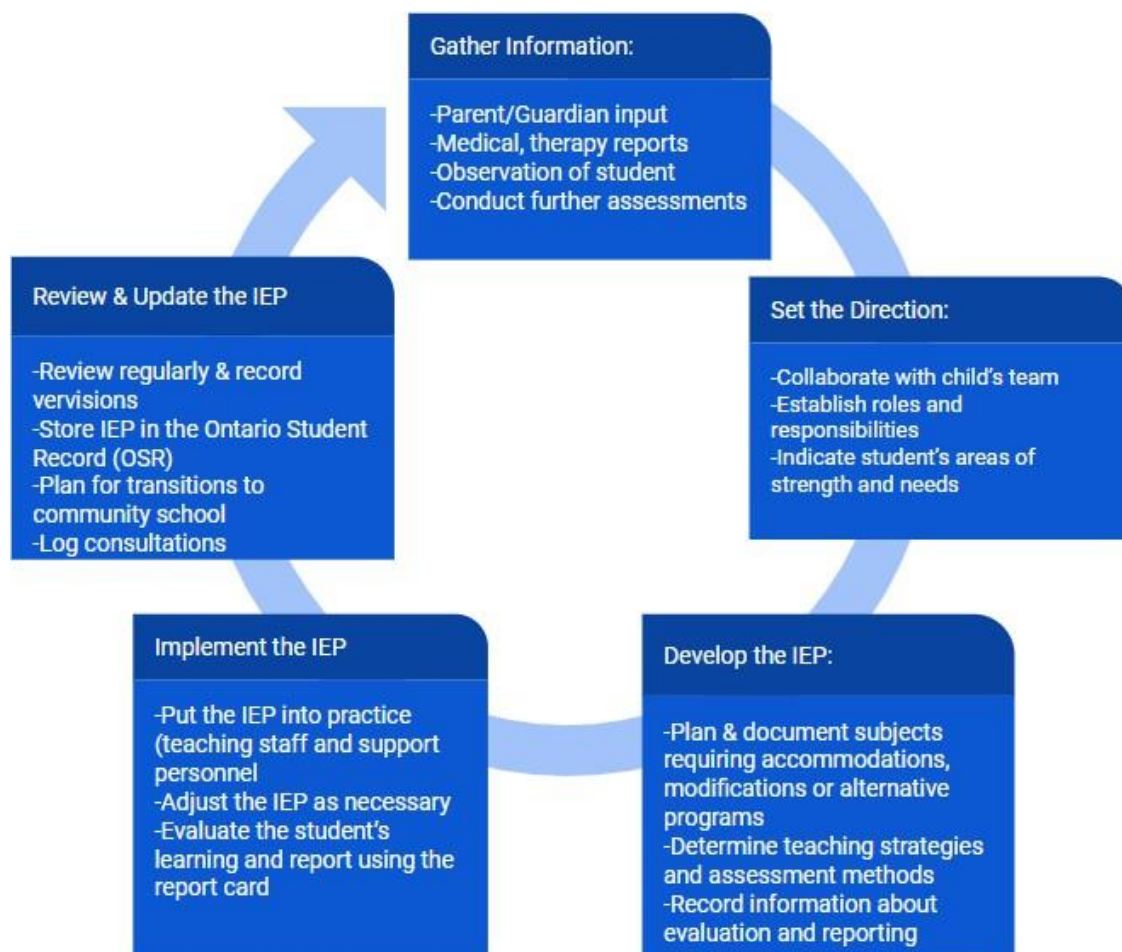 Gather Information:
-Parent/Guardian input
-Medical, therapy reports
-Observation of student
-Conduct further assessments
Set the Direction:
-Collaborate with child's team
-Establish roles and
responsibilities
-Indicate student's areas of
strength and needs
Develop the IEP:
-Plan & document subjects
requiring accommodations,
modifications or alternative
programs
-Determine teaching strategies
and assessment methods
-Record information about
evaluation and reporting
Implement the IEP
-Put the IEP into practice
(teaching staff and support
personnel
-Adjust the IEP as necessary
-Evaluate the student's
learning and report using the
report card
Review & Update the IEP
-Review regularly & record
vervisions
-Store IEP in the Ontario Student
Record (OSR)
-Plan for transitions to
community school
-Log consultations